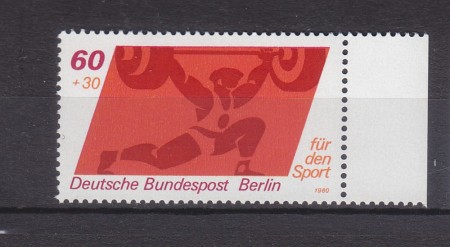 60
+ 30
für
den
Sport
Deutsche Bundespost Berlin
1980